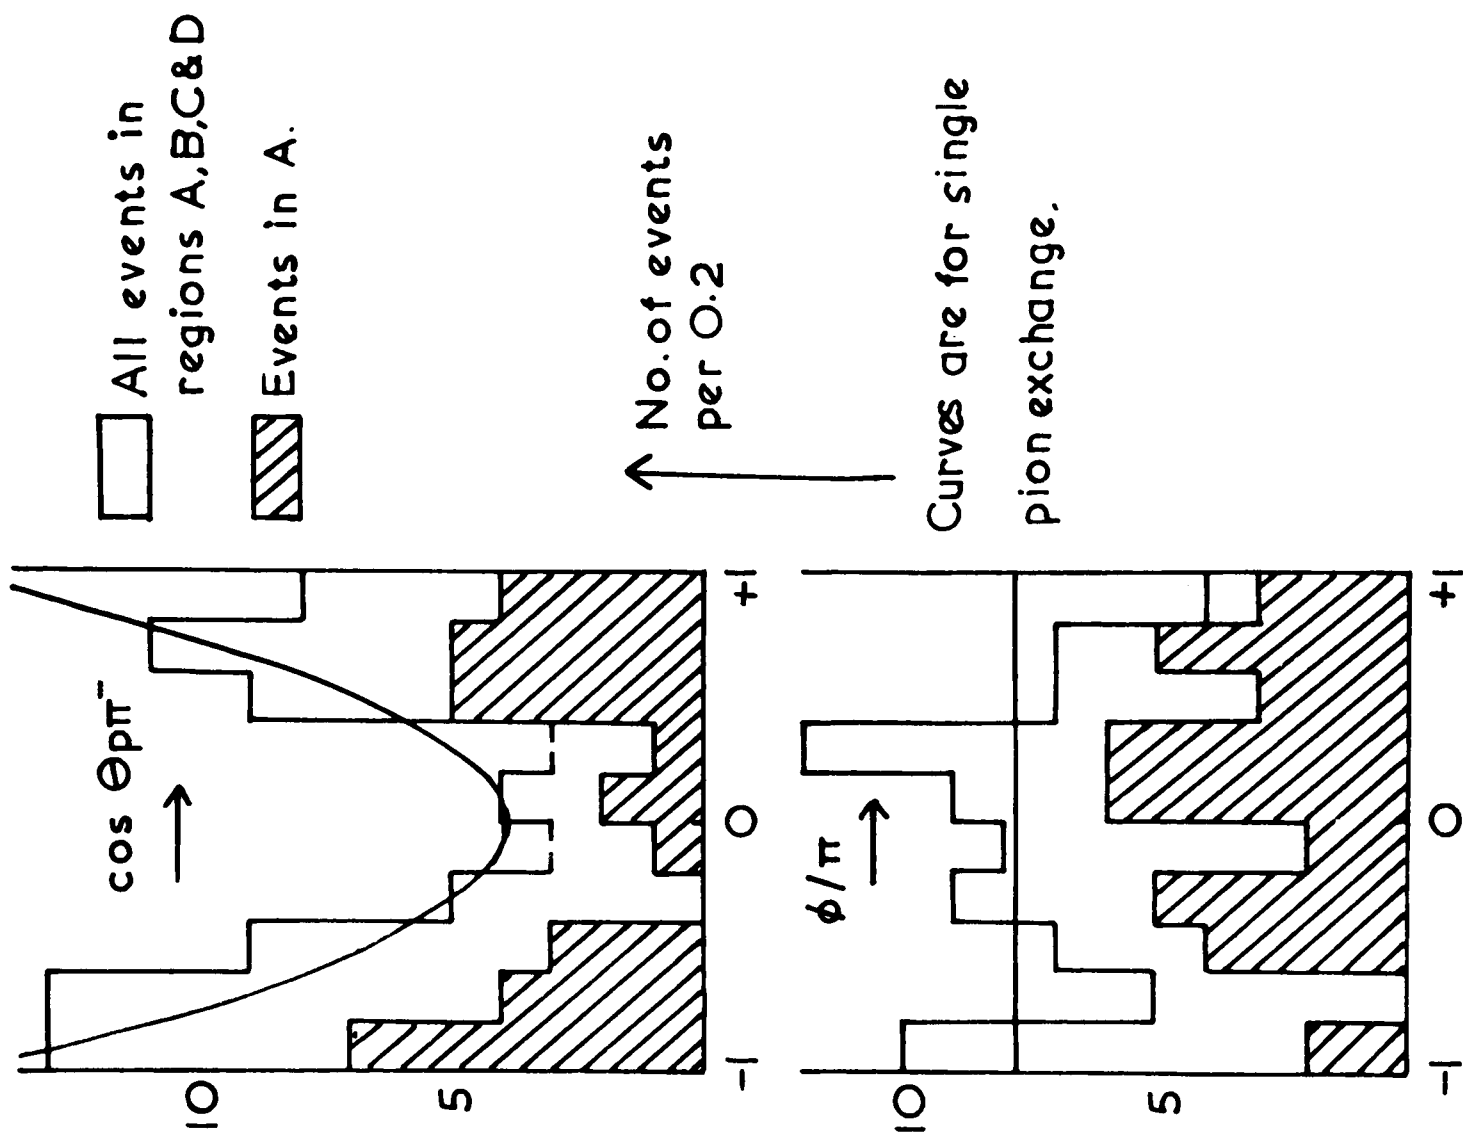 All events in
regions A,B,C&D
Events in A.
No. of events
per 0.2
Curves are for single
pion exchange.
cos θpπ⁻
10
5
-1
0
+1
ϕ/π
10
5
-1
0
+1